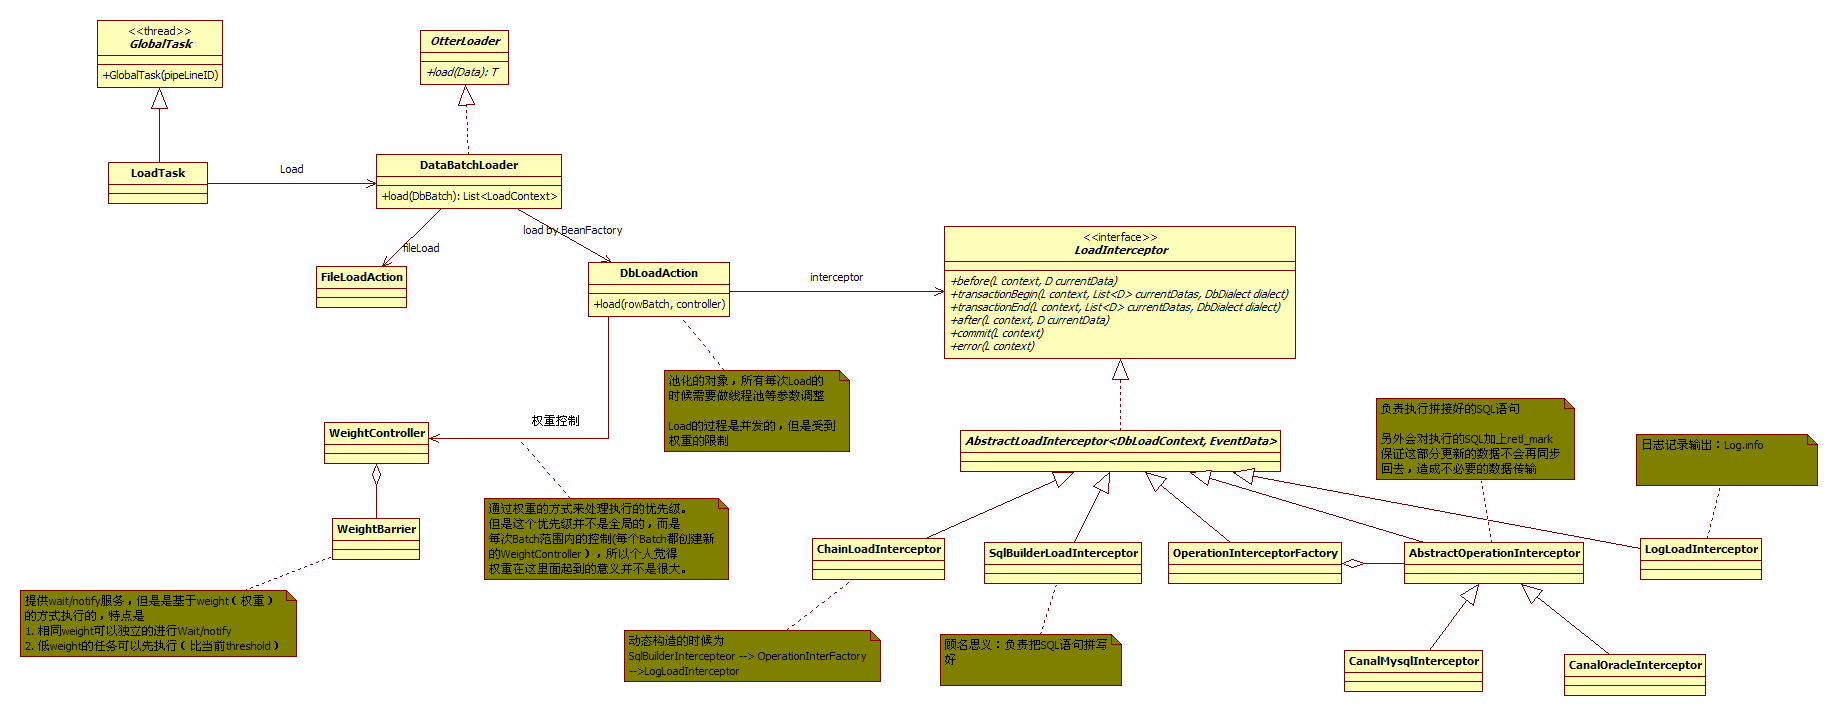 <<thread>>
GlobalTask
+GlobalTask(pipeLineID)
OtterLoader
+load(Data): T
LoadTask
Load
DataBatchLoader
+load(DbBatch): List<LoadContext>
fileLoad
load by BeanFactory
FileLoadAction
DbLoadAction
+load(rowBatch, controller)
interceptor
<<interface>>
LoadInterceptor
+before(L context, D currentData)
+transactionBegin(L context, List<D> currentDatas, DbDialect dialect)
+transactionEnd(L context, List<D> currentDatas, DbDialect dialect)
+after(L context, D currentData)
+commit(L context)
+error(L context)
池化的对象，所有每次Load的
时候需要做线程池等参数调整
Load的过程是并发的，但是受到
权重的限制
权重控制
WeightController
WeightBarrier
通过权重的方式来处理执行的优先级。
但是这个优先级并不是全局的，而是
每次Batch范围内的控制(每个Batch都创建新
的WeightController），所以个人觉得
权重在这里面起到的意义并不是很大。
提供wait/notify服务，但是是基于weight（权重）
的方式执行的，特点是
1. 相同weight可以独立的进行Wait/notify
2. 低weight的任务可以先执行（比当前threshold）
AbstractLoadInterceptor<DbLoadContext, EventData>
负责执行拼接好的SQL语句
另外会对执行的SQL加上retl_mark
保证这部分更新的数据不会再同步
回去，造成不必要的数据传输
日志记录输出：Log.info
ChainLoadInterceptor
SqlBuilderLoadInterceptor
OperationInterceptorFactory
AbstractOperationInterceptor
LogLoadInterceptor
动态构造的时候为
SqlBuilderIntercepteor --> OperationInterFactory
-->LogLoadInterceptor
顾名思义：负责把SQL语句拼写
好
CanalMysqlInterceptor
CanalOracleInterceptor